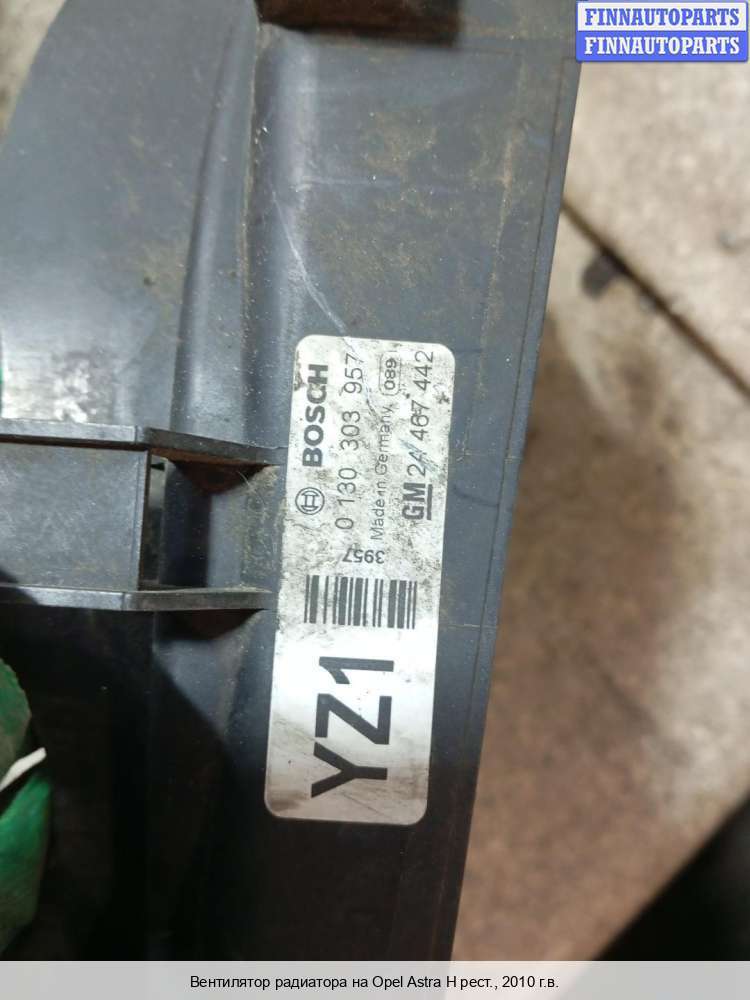 FINNAUTOPARTS
FINNAUTOPARTS
BOSCH
0 130 303 957
Made in Germany 089
GM 24 467 442
3957
YZ1
Вентилятор радиатора на Opel Astra H рест., 2010 г.в.